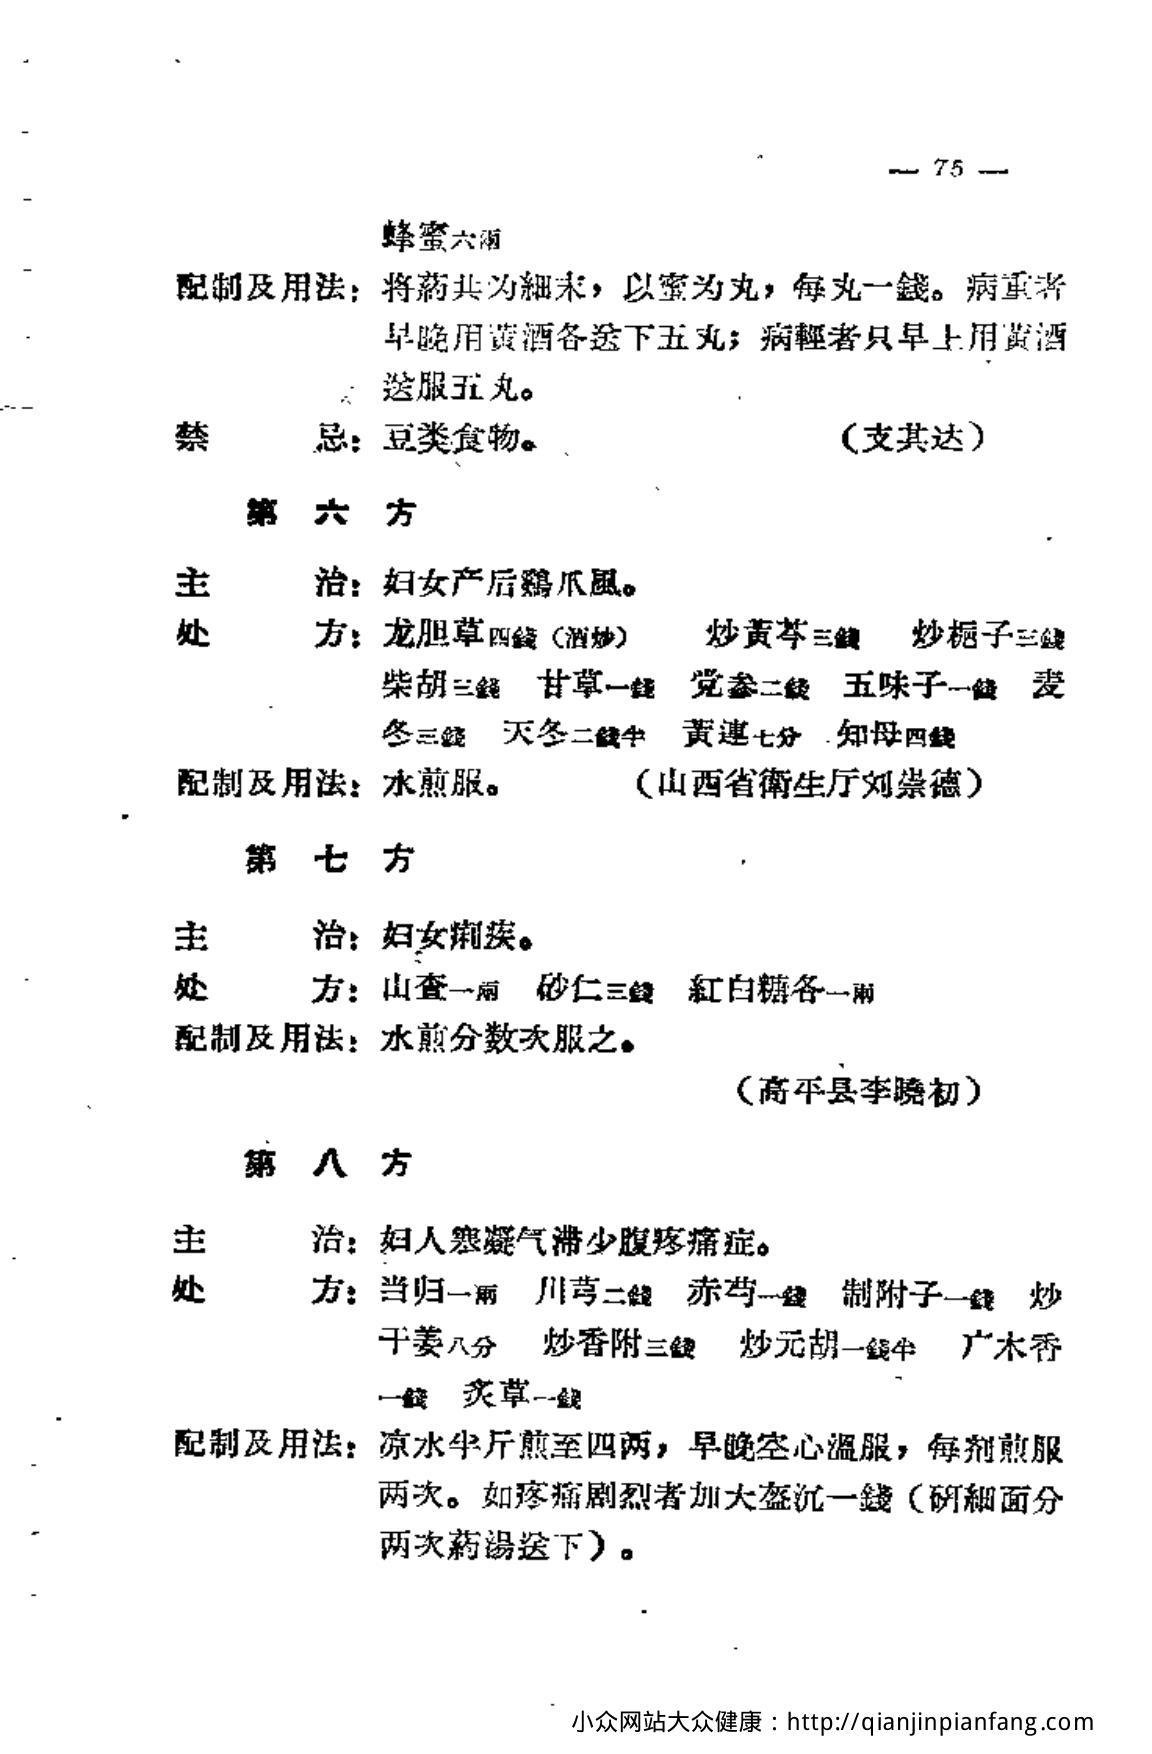 — 75 —
蜂蜜六兩
配制及用法：将葯共为細末，以蜜为丸，每丸一錢。病重者
早晚用黃酒各送下五丸；病輕者只早上用黃酒
送服五丸。
禁　　忌：豆类食物。　　（支其达）
第六方
主　　治：妇女产后鷄爪風。
处　　方：龙胆草四錢（酒炒）　炒黃芩三錢　炒梔子三錢
柴胡三錢　甘草一錢　党参二錢　五味子一錢　麦
冬三錢　天冬二錢半　黃連七分　知母四錢
配制及用法：水煎服。　　（山西省衛生厅刘崇德）
第七方
主　　治：妇女痢疾。
处　　方：山查一兩　砂仁三錢　紅白糖各一兩
配制及用法：水煎分数次服之。
（高平县李曉初）
第八方
主　　治：妇人寒凝气滞少腹疼痛症。
处　　方：当归一兩　川芎二錢　赤芍一錢　制附子一錢　炒
干姜八分　炒香附三錢　炒元胡一錢半　广木香
一錢　炙草一錢
配制及用法：凉水半斤煎至四两，早晚空心溫服，每剂煎服
两次。如疼痛剧烈者加大盔沉一錢（研細面分
两次葯湯送下）。
小众网站大众健康：http://qianjinpianfang.com